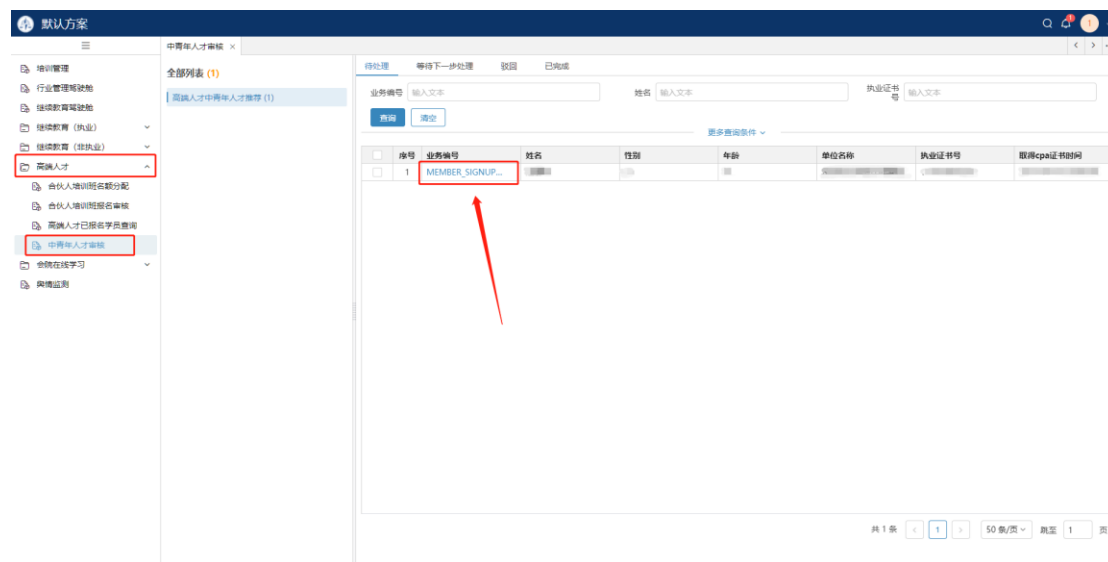 默认方案
1
中青年人才审核 ×
培训管理
行业管理驾驶舱
继续教育驾驶舱
继续教育（执业）
继续教育（非执业）
高端人才
合伙人培训班名额分配
合伙人培训班报名审核
高端人才已报名学员查询
中青年人才审核
会院在线学习
舆情监测
全部列表 (1)
高端人才中青年人才推荐 (1)
待处理 等待下一步处理 驳回 已完成
业务编号 输入文本 姓名 输入文本 执业证书号 输入文本
查询 清空
更多查询条件
序号 业务编号 姓名 性别 年龄 单位名称 执业证书号 取得cpa证书时间
1 MEMBER_SIGNUP...
共 1 条 < 1 > 50 条/页 跳至 1 页